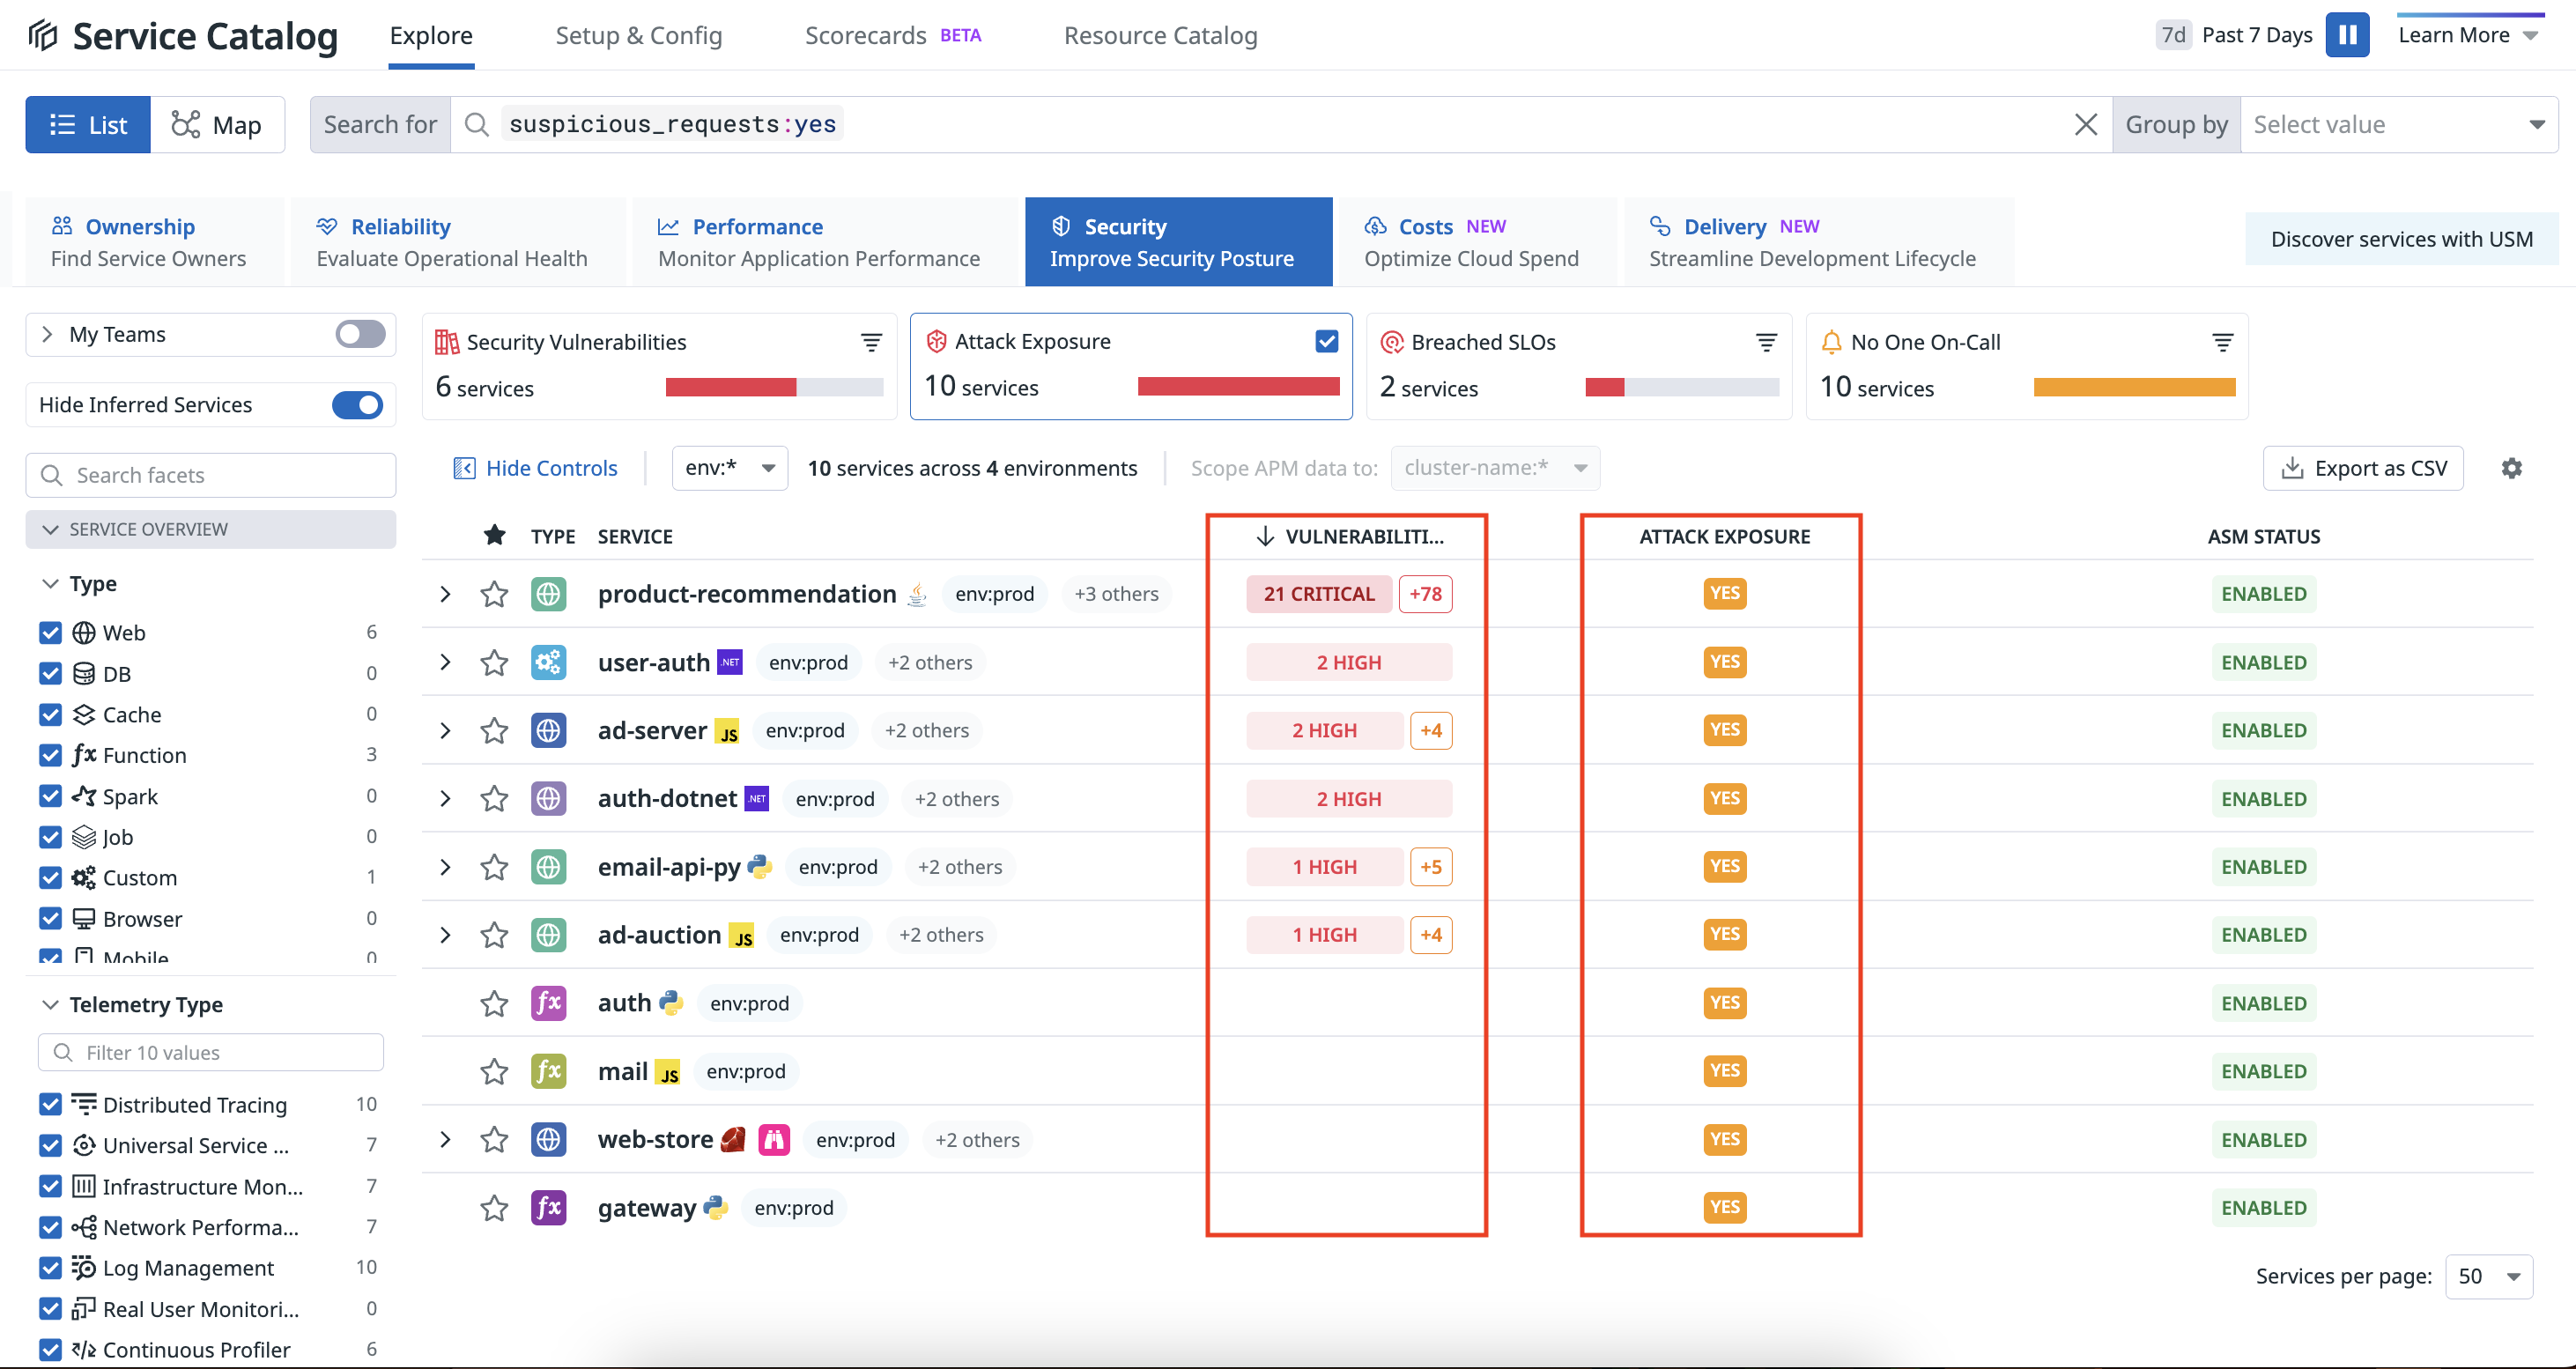 Service Catalog
Explore
Setup & Config
Scorecards BETA
Resource Catalog
7d Past 7 Days
Learn More
List
Map
Search for
suspicious_requests:yes
Group by
Select value
Ownership
Find Service Owners
Reliability
Evaluate Operational Health
Performance
Monitor Application Performance
Security
Improve Security Posture
Costs NEW
Optimize Cloud Spend
Delivery NEW
Streamline Development Lifecycle
Discover services with USM
My Teams
Hide Inferred Services
Search facets
SERVICE OVERVIEW
Type
Web 6
DB 0
Cache 0
Function 3
Spark 0
Job 0
Custom 1
Browser 0
Mobile 0
Telemetry Type
Filter 10 values
Distributed Tracing 10
Universal Service ... 7
Infrastructure Mon... 7
Network Performa... 7
Log Management 10
Real User Monitori... 0
Continuous Profiler 6
Security Vulnerabilities
6 services
Attack Exposure
10 services
Breached SLOs
2 services
No One On-Call
10 services
Hide Controls
env:*
10 services across 4 environments
Scope APM data to:
cluster-name:*
Export as CSV
TYPE SERVICE VULNERABILITI... ATTACK EXPOSURE ASM STATUS
product-recommendation env:prod +3 others 21 CRITICAL +78 YES ENABLED
user-auth .NET env:prod +2 others 2 HIGH YES ENABLED
ad-server JS env:prod +2 others 2 HIGH +4 YES ENABLED
auth-dotnet .NET env:prod +2 others 2 HIGH YES ENABLED
email-api-py env:prod +2 others 1 HIGH +5 YES ENABLED
ad-auction JS env:prod +2 others 1 HIGH +4 YES ENABLED
fx auth env:prod YES ENABLED
fx mail JS env:prod YES ENABLED
web-store env:prod +2 others YES ENABLED
fx gateway env:prod YES ENABLED
Services per page: 50